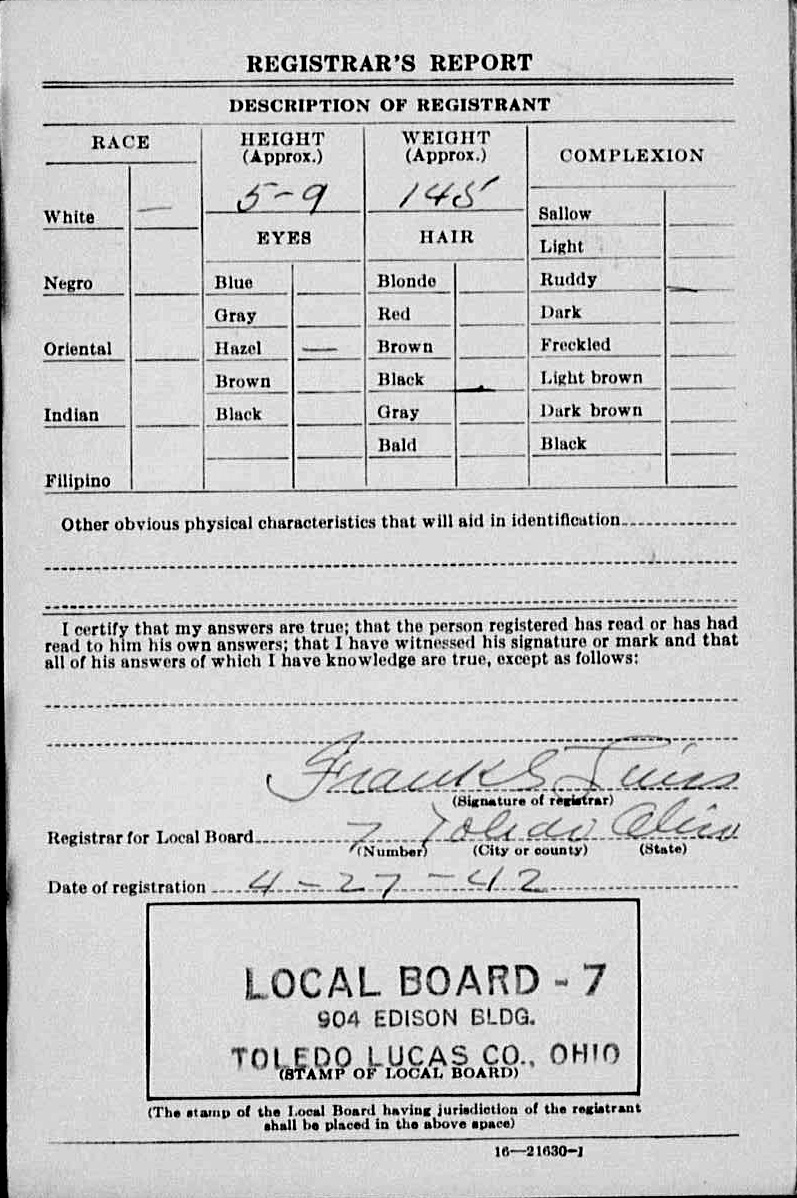 REGISTRAR'S REPORT
DESCRIPTION OF REGISTRANT
RACE
HEIGHT
(Approx.)
WEIGHT
(Approx.)
COMPLEXION
5-9
145
White —
EYES
HAIR
Sallow
Light
Negro
Blue
Blonde
Ruddy —
Gray
Red
Dark
Oriental
Hazel —
Brown
Freckled
Brown
Black —
Light brown
Indian
Black
Gray
Dark brown
Bald
Black
Filipino
Other obvious physical characteristics that will aid in identification
I certify that my answers are true; that the person registered has read or has had
read to him his own answers; that I have witnessed his signature or mark and that
all of his answers of which I have knowledge are true, except as follows:
Frank
(Signature of registrar)
Registrar for Local Board 7 Toledo Ohio
(Number) (City or county) (State)
Date of registration 4-27-42
LOCAL BOARD - 7
904 EDISON BLDG.
TOLEDO LUCAS CO., OHIO
(STAMP OF LOCAL BOARD)
(The stamp of the Local Board having jurisdiction of the registrant
shall be placed in the above space)
16—21630-1